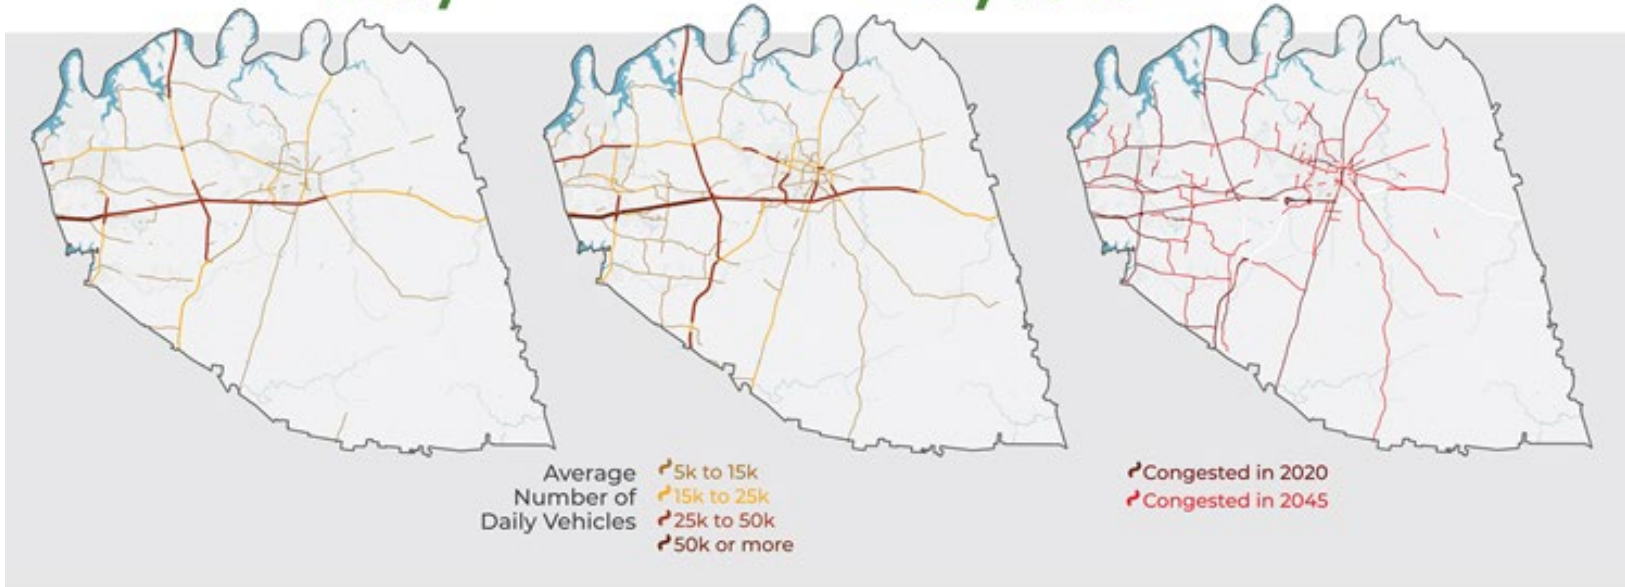 Average
Number of
Daily Vehicles
5k to 15k
15k to 25k
25k to 50k
50k or more
Congested in 2020
Congested in 2045